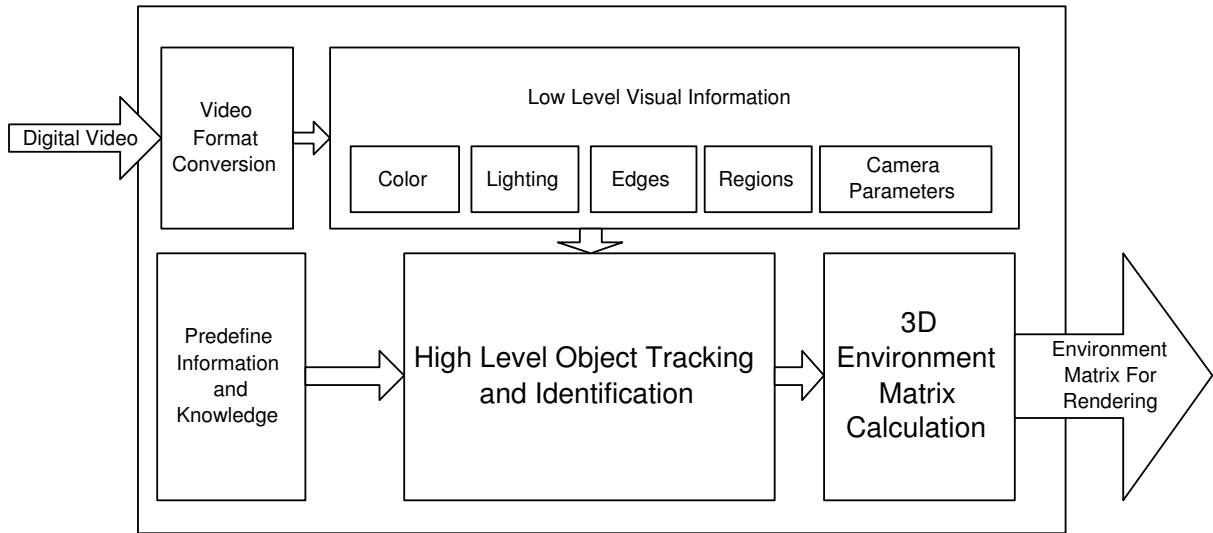 Digital Video
Video
Format
Conversion
Low Level Visual Information
Color
Lighting
Edges
Regions
Camera
Parameters
Predefine
Information
and
Knowledge
High Level Object Tracking
and Identification
3D
Environment
Matrix
Calculation
Environment
Matrix For
Rendering